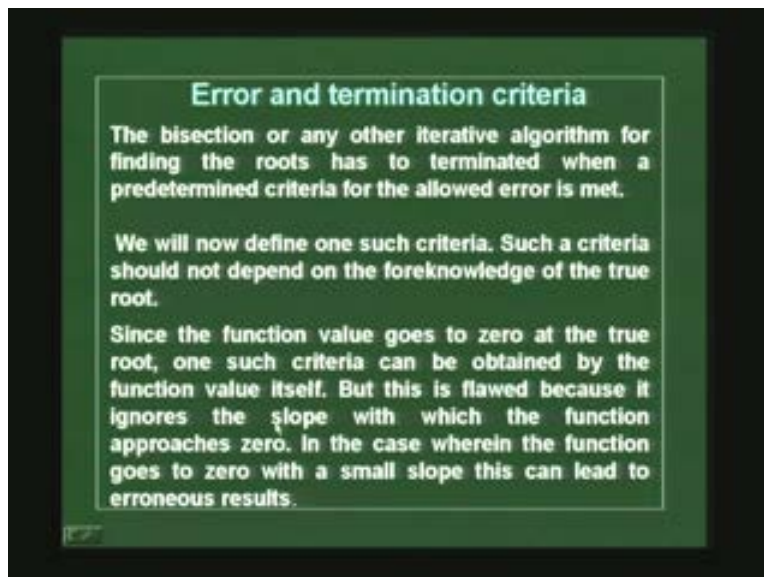 Error and termination criteria
The bisection or any other iterative algorithm for
finding the roots has to terminated when a
predetermined criteria for the allowed error is met.
We will now define one such criteria. Such a criteria
should not depend on the foreknowledge of the true
root.
Since the function value goes to zero at the true
root, one such criteria can be obtained by the
function value itself. But this is flawed because it
ignores the slope with which the function
approaches zero. In the case wherein the function
goes to zero with a small slope this can lead to
erroneous results.